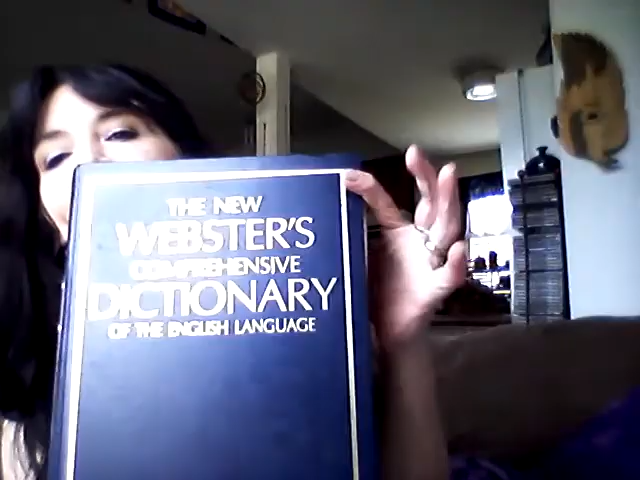 THE NEW
WEBSTER'S
COMPREHENSIVE
DICTIONARY
OF THE ENGLISH LANGUAGE